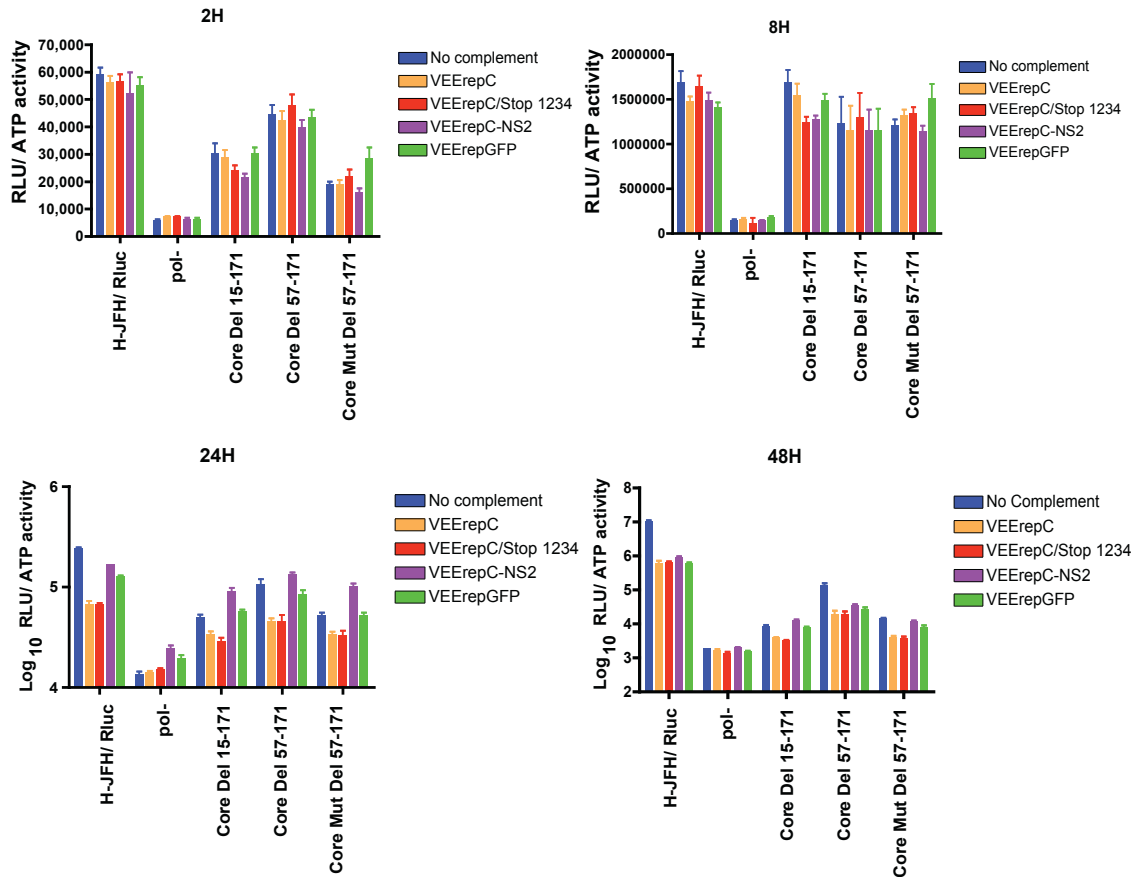 2H
RLU/ ATP activity
70,000
60,000
50,000
40,000
30,000
20,000
10,000
0
H-JFH/ Rluc
pol-
Core Del 15-171
Core Del 57-171
Core Mut Del 57-171
No complement
VEErepC
VEErepC/Stop 1234
VEErepC-NS2
VEErepGFP
8H
RLU/ ATP activity
2000000
1500000
1000000
500000
0
H-JFH/ Rluc
pol-
Core Del 15-171
Core Del 57-171
Core Mut Del 57-171
No complement
VEErepC
VEErepC/Stop 1234
VEErepC-NS2
VEErepGFP
24H
Log10 RLU/ ATP activity
6
5
4
H-JFH/ Rluc
pol-
Core Del 15-171
Core Del 57-171
Core Mut Del 57-171
No complement
VEErepC
VEErepC/Stop 1234
VEErepC-NS2
VEErepGFP
48H
Log10 RLU/ ATP activity
8
7
6
5
4
3
2
H-JFH/ Rluc
pol-
Core Del 15-171
Core Del 57-171
Core Mut Del 57-171
No Complement
VEErepC
VEErepC/Stop 1234
VEErepC-NS2
VEErepGFP